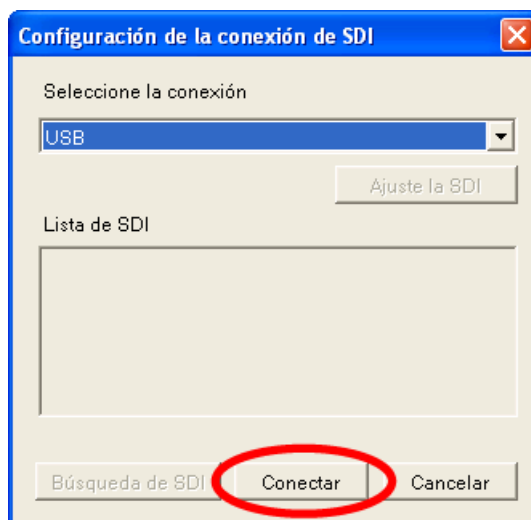 Configuración de la conexión de SDI
Seleccione la conexión
USB
Ajuste la SDI
Lista de SDI
Búsqueda de SDI Conectar Cancelar